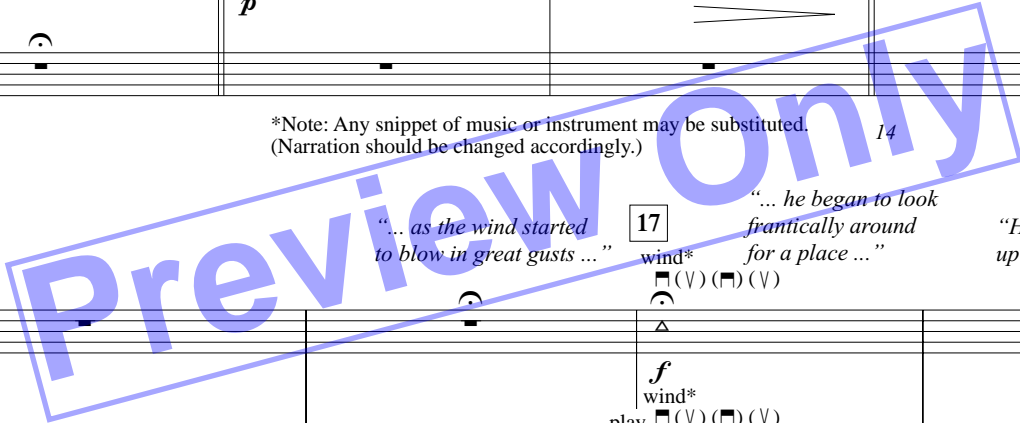 p
*Note: Any snippet of music or instrument may be substituted.
(Narration should be changed accordingly.)
14
“... he began to look
frantically around
for a place ...”
“... as the wind started
to blow in great gusts ...”
17
wind*
“H
up
Preview Only
f
wind*
play